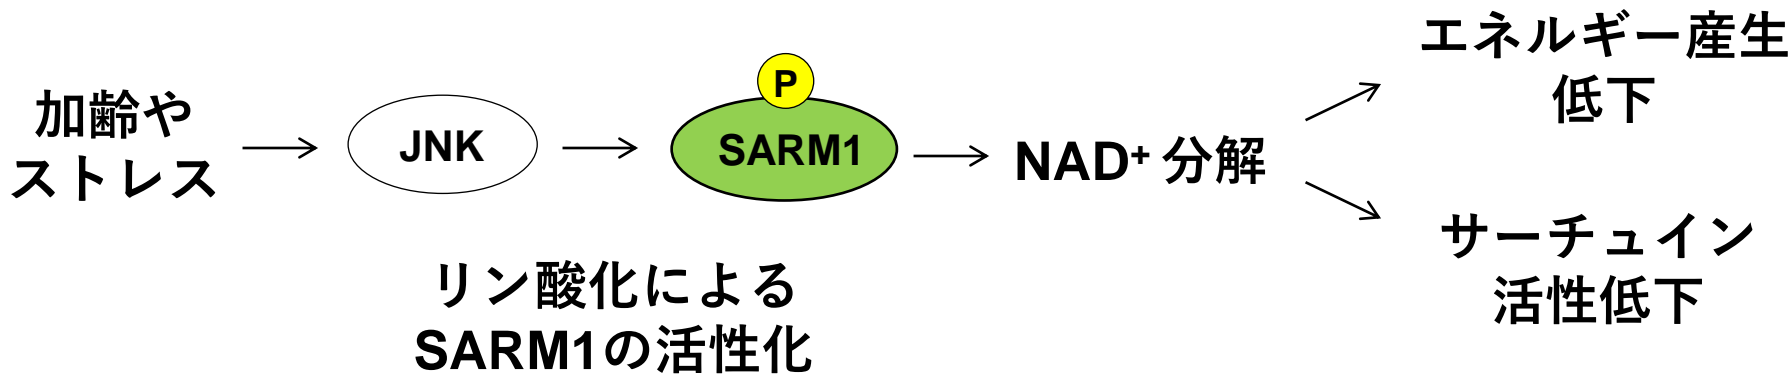 加齢や
ストレス
JNK
P
SARM1
リン酸化による
SARM1の活性化
NAD⁺ 分解
エネルギー産生
低下
サーチュイン
活性低下